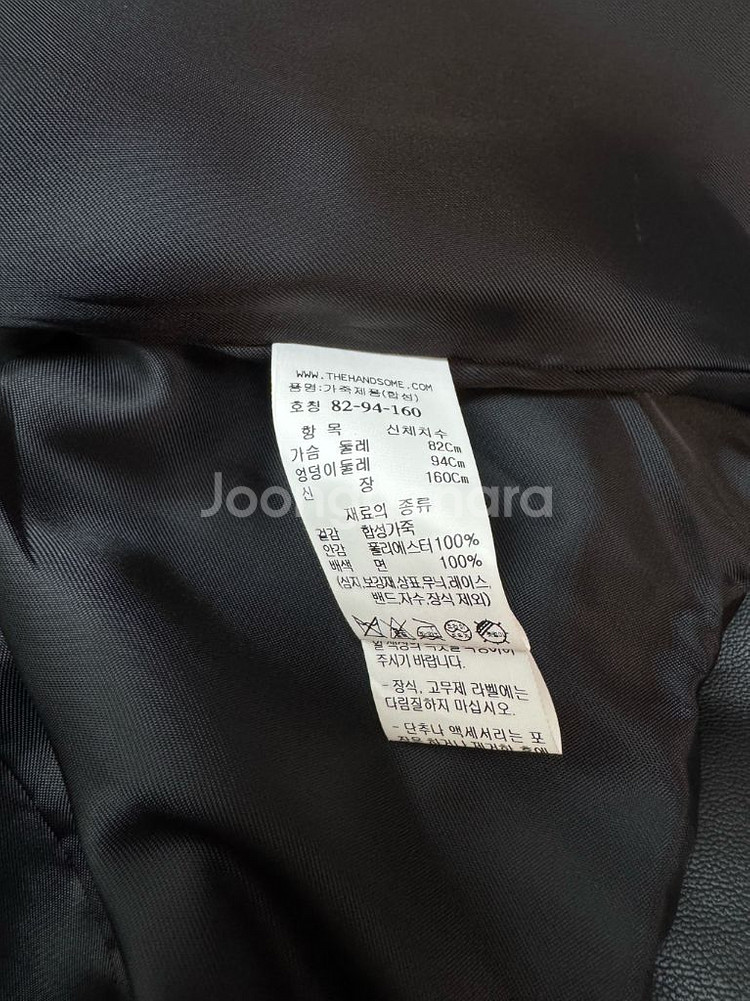 WWW.THEHANDSOME.COM
품명:가죽제품(합성)
호칭 82-94-160
항 목 신체치수
가슴 둘레 82Cm
엉덩이둘레 94Cm
신 장 160Cm
재료의 종류
겉감 합성가죽
안감 폴리에스터100%
배색 면 100%
(심지,보강재,상표,무늬,레이스,
밴드,자수,장식 제외)
주시기 바랍니다.
- 장식, 고무제 라벨에는
다림질하지 마십시오.
- 단추나 액세서리는 포